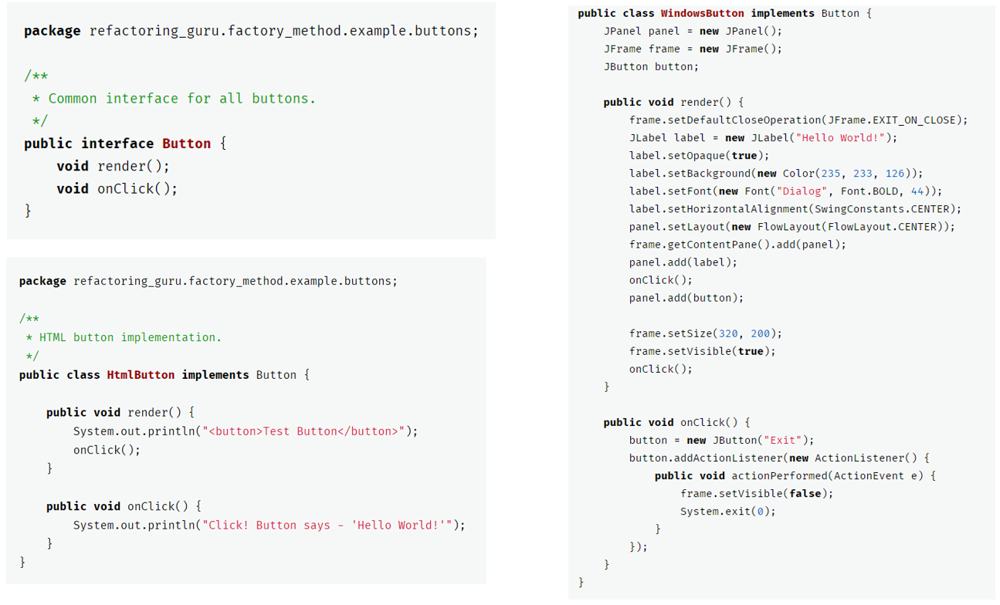 package refactoring_guru.factory_method.example.buttons;
/**
 * Common interface for all buttons.
 */
public interface Button {
    void render();
    void onClick();
}
package refactoring_guru.factory_method.example.buttons;
/**
 * HTML button implementation.
 */
public class HtmlButton implements Button {
    public void render() {
        System.out.println("<button>Test Button</button>");
        onClick();
    }
    public void onClick() {
        System.out.println("Click! Button says - 'Hello World!'");
    }
}
public class WindowsButton implements Button {
    JPanel panel = new JPanel();
    JFrame frame = new JFrame();
    JButton button;
    public void render() {
        frame.setDefaultCloseOperation(JFrame.EXIT_ON_CLOSE);
        JLabel label = new JLabel("Hello World!");
        label.setOpaque(true);
        label.setBackground(new Color(235, 233, 126));
        label.setFont(new Font("Dialog", Font.BOLD, 44));
        label.setHorizontalAlignment(SwingConstants.CENTER);
        panel.setLayout(new FlowLayout(FlowLayout.CENTER));
        frame.getContentPane().add(panel);
        panel.add(label);
        onClick();
        panel.add(button);
        frame.setSize(320, 200);
        frame.setVisible(true);
        onClick();
    }
    public void onClick() {
        button = new JButton("Exit");
        button.addActionListener(new ActionListener() {
            public void actionPerformed(ActionEvent e) {
                frame.setVisible(false);
                System.exit(0);
            }
        });
    }
}